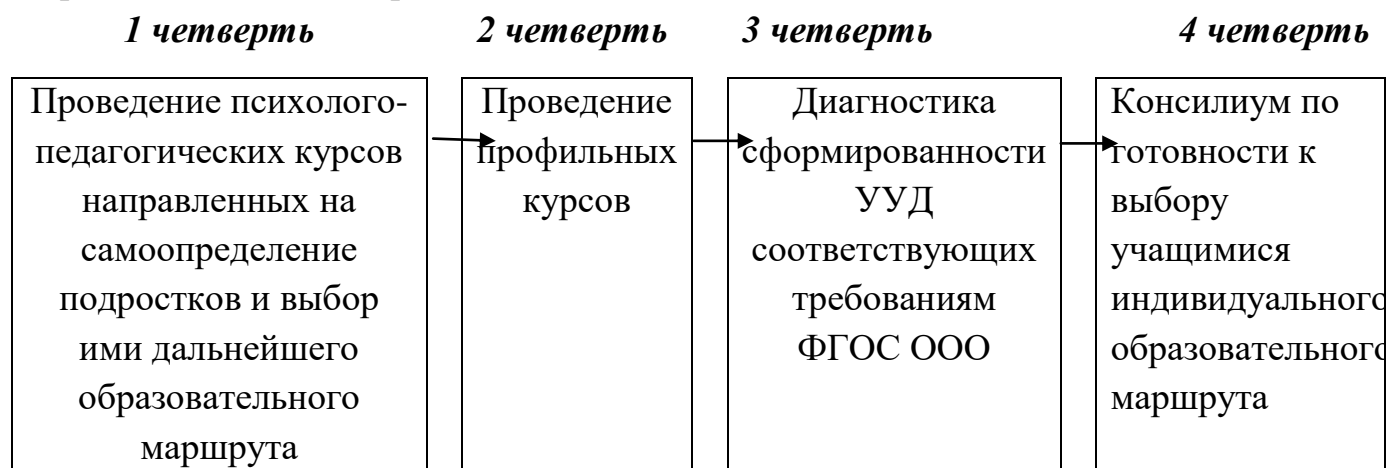 1 четверть
2 четверть
3 четверть
4 четверть
Проведение психолого-
педагогических курсов
направленных на
самоопределение
подростков и выбор
ими дальнейшего
образовательного
маршрута
Проведение
профильных
курсов
Диагностика
сформированности
УУД
соответствующих
требованиям
ФГОС ООО
Консилиум по
готовности к
выбору
учащимися
индивидуального
образовательного
маршрута